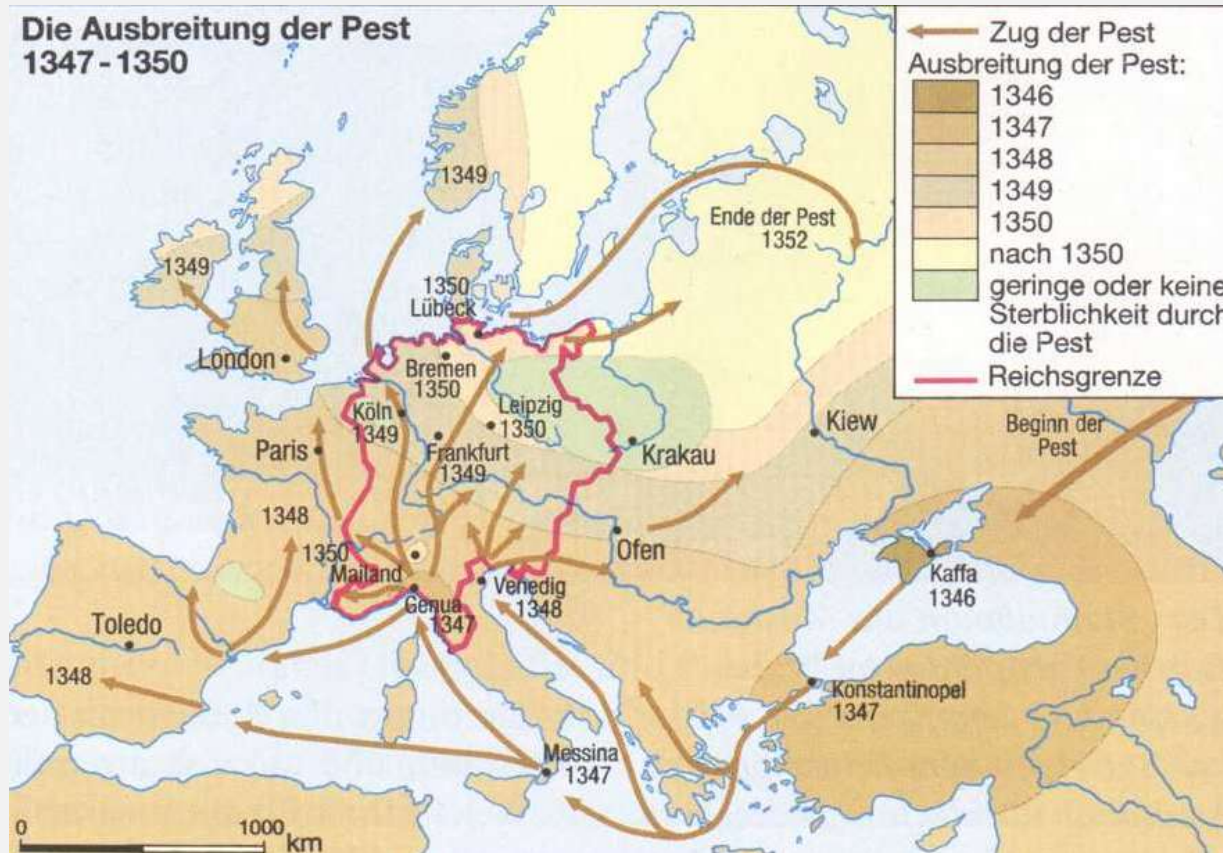 Die Ausbreitung der Pest
1347 - 1350
Zug der Pest
Ausbreitung der Pest:
1346
1347
1348
1349
1350
nach 1350
geringe oder keine
Sterblichkeit durch
die Pest
Reichsgrenze
1349
Ende der Pest
1352
1349
1350
Lübeck
London
Bremen
1350
Köln
1349
Leipzig
1350
Paris
Frankfurt
1349
Krakau
Kiew
Beginn der
Pest
1348
Ofen
1350
Mailand
Kaffa
1346
Genua
1347
Venedig
1348
Toledo
1348
Konstantinopel
1347
Messina
1347
0
1000
km